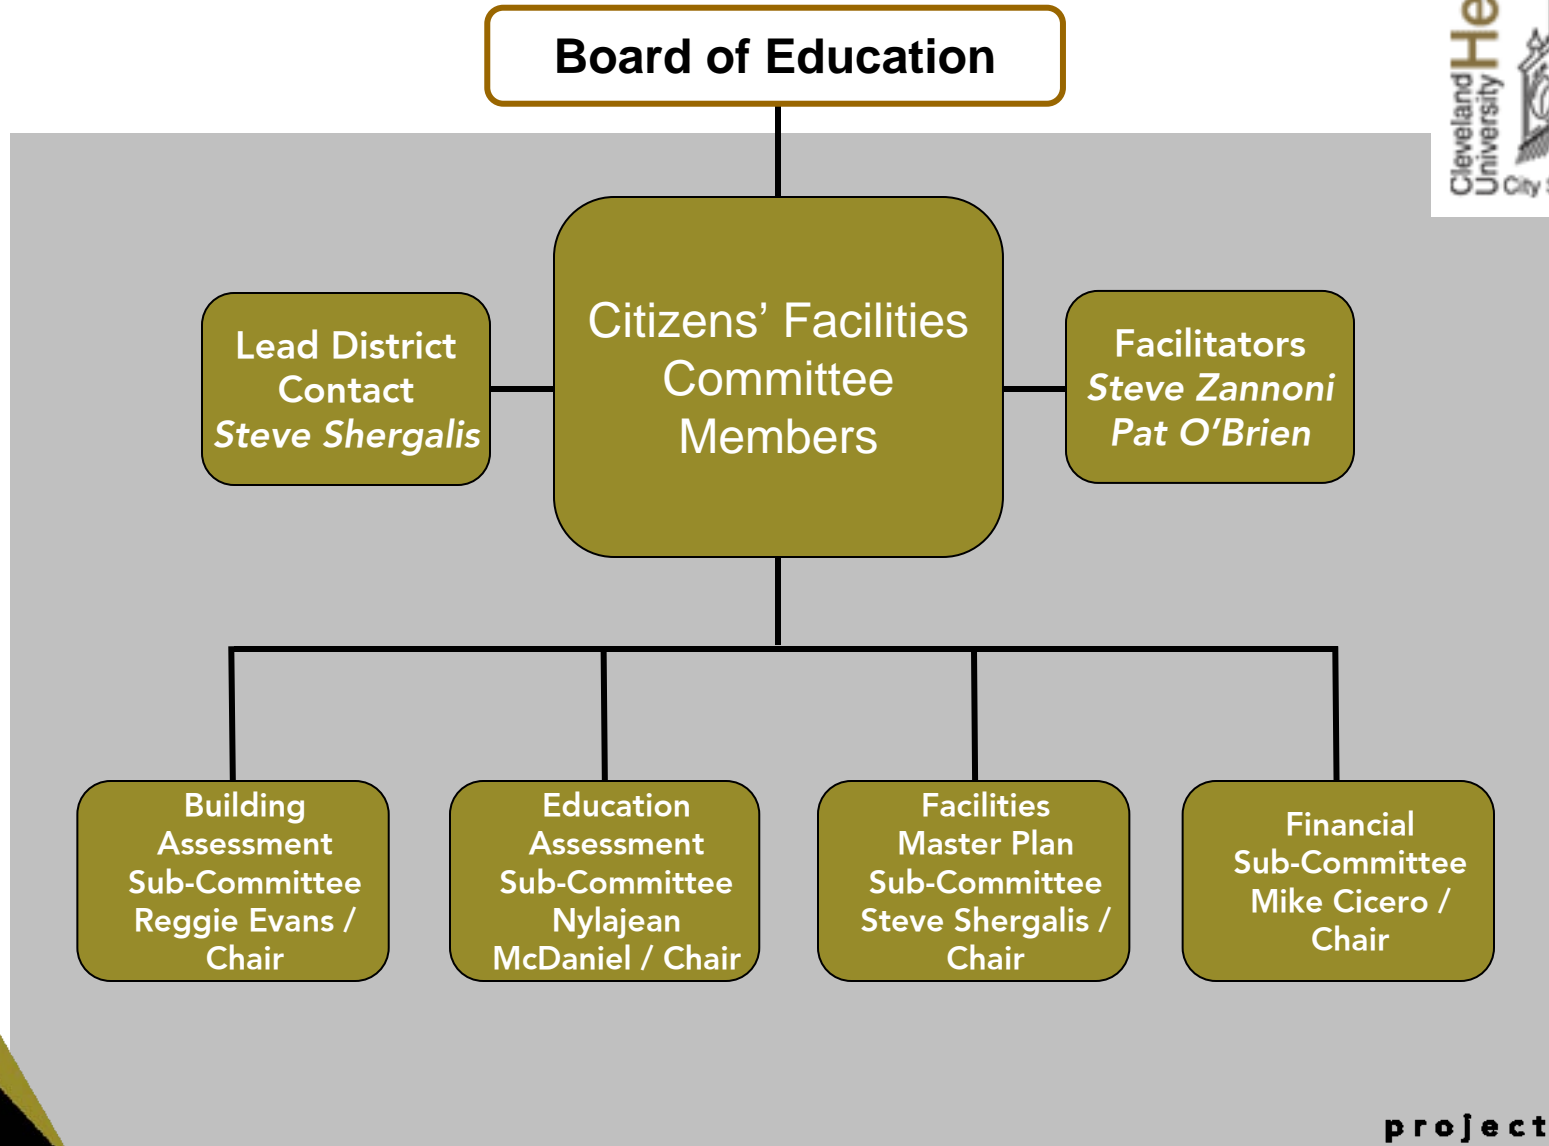 Board of Education
Cleveland He
University
City
Citizens’ Facilities
Committee
Members
Lead District
Contact
Steve Shergalis
Facilitators
Steve Zannoni
Pat O’Brien
Building
Assessment
Sub-Committee
Reggie Evans /
Chair
Education
Assessment
Sub-Committee
Nylajean
McDaniel / Chair
Facilities
Master Plan
Sub-Committee
Steve Shergalis /
Chair
Financial
Sub-Committee
Mike Cicero /
Chair
project